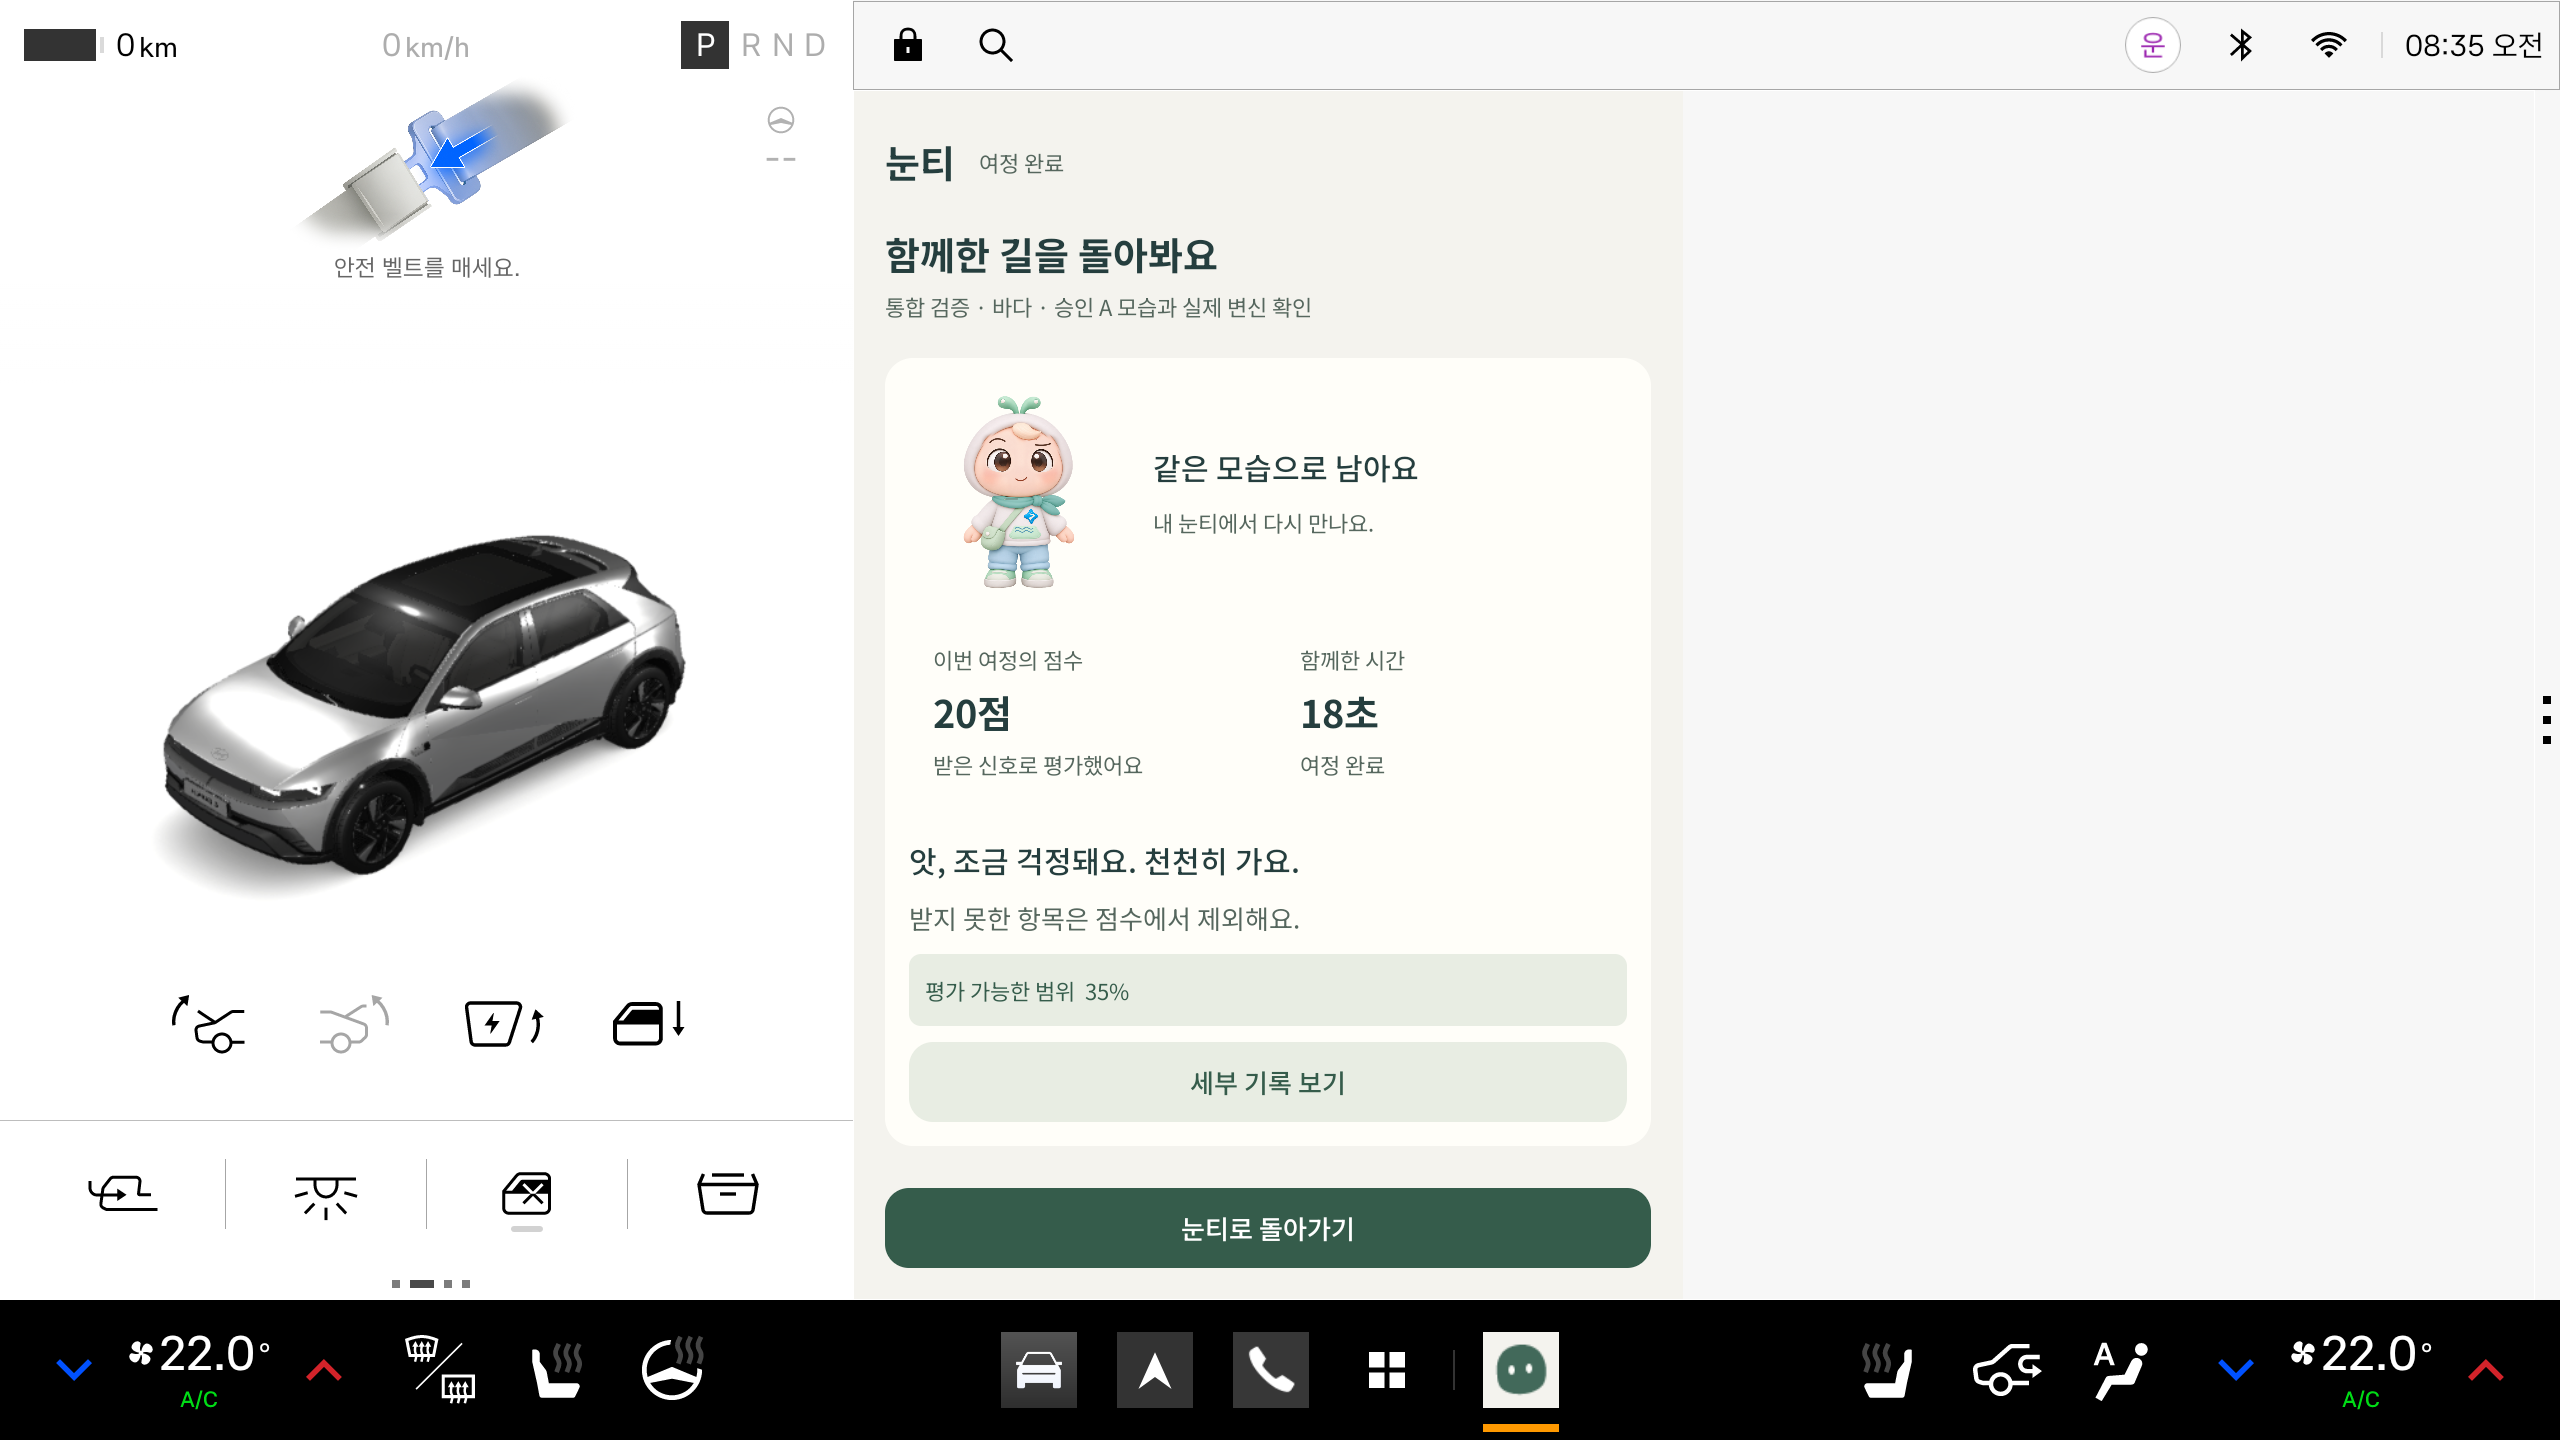 0 km
0 km/h
P R N D
안전 벨트를 매세요.
운
08:35 오전
눈티 여정 완료
함께한 길을 돌아봐요
통합 검증 · 바다 · 승인 A 모습과 실제 변신 확인
같은 모습으로 남아요
내 눈티에서 다시 만나요.
이번 여정의 점수
20점
받은 신호로 평가했어요
함께한 시간
18초
여정 완료
앗, 조금 걱정돼요. 천천히 가요.
받지 못한 항목은 점수에서 제외해요.
평가 가능한 범위 35%
세부 기록 보기
눈티로 돌아가기
22.0°
A/C
A
22.0°
A/C